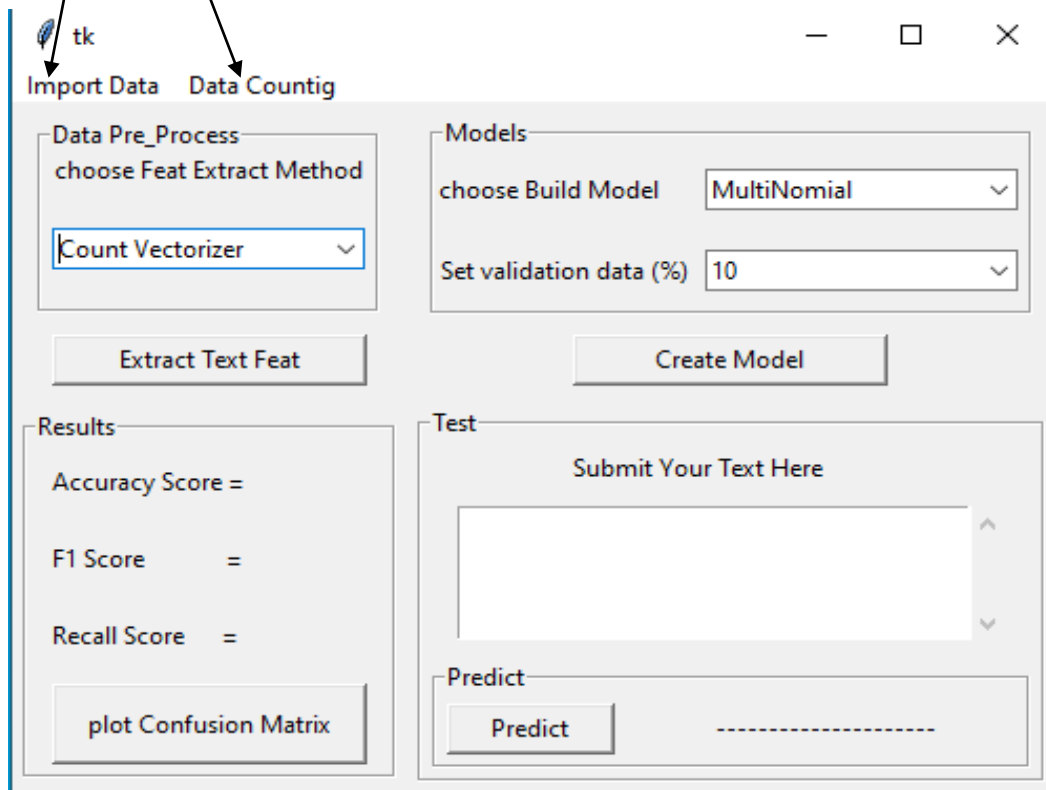 tk
Import Data Data Countig
Data Pre_Process
choose Feat Extract Method
Count Vectorizer
Models
choose Build Model MultiNomial
Set validation data (%) 10
Extract Text Feat
Create Model
Results
Accuracy Score =
F1 Score =
Recall Score =
plot Confusion Matrix
Test
Submit Your Text Here
Predict
Predict ---------------------